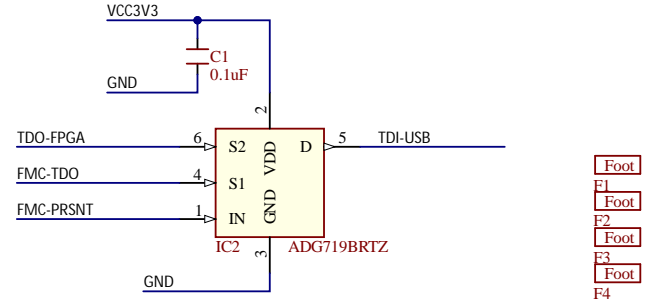 VCC3V3
C1
0.1uF
GND
2
TDO-FPGA 6 S2 VDD D 5 TDI-USB
FMC-TDO 4 S1
FMC-PRSNT 1 IN GND
IC2 3 ADG719BRTZ
GND
Foot
F1
Foot
F2
Foot
F3
Foot
F4